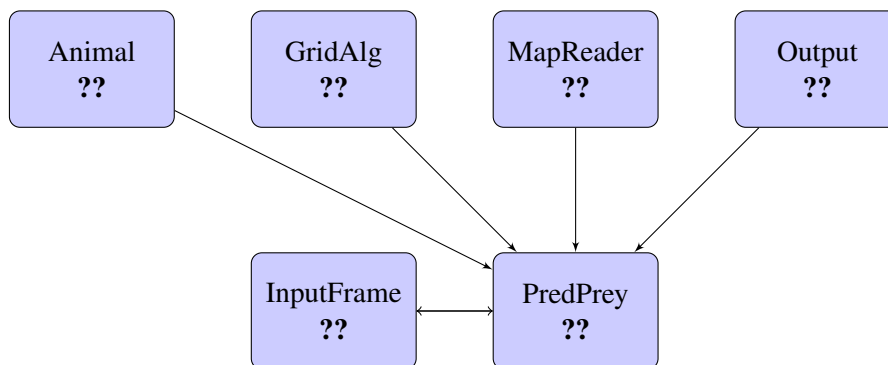 Animal
??
GridAlg
??
MapReader
??
Output
??
InputFrame
??
PredPrey
??